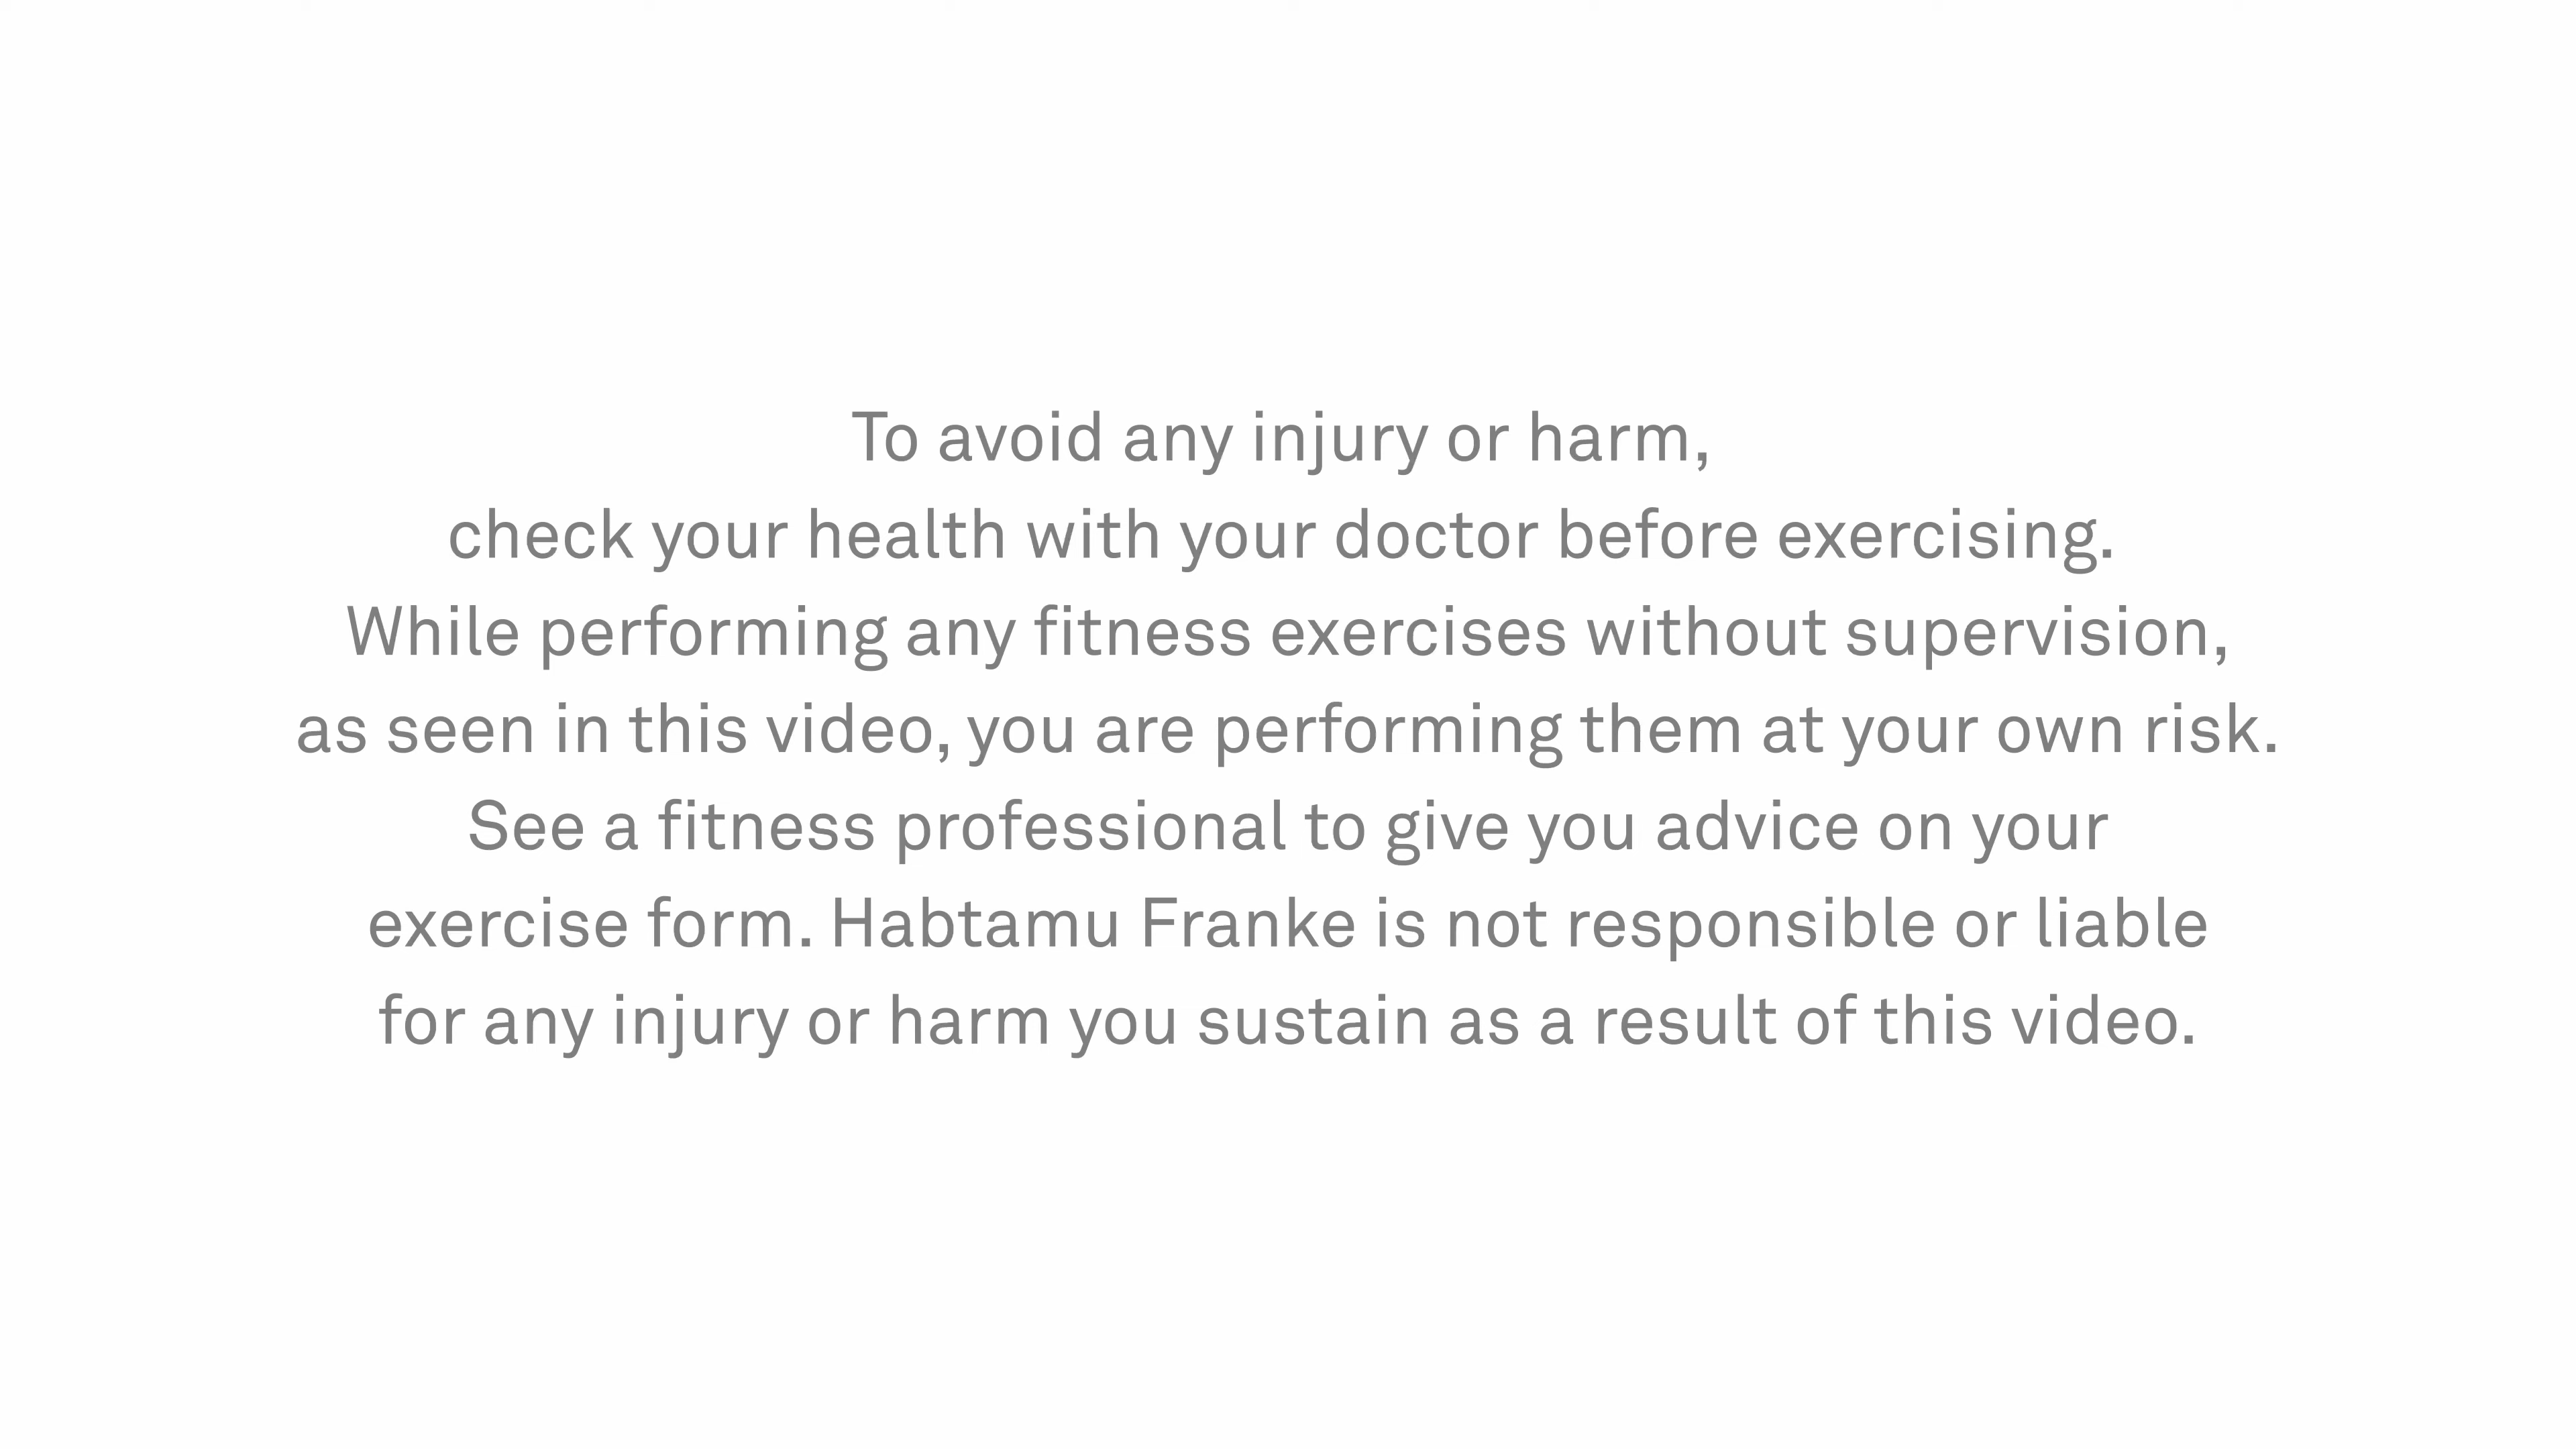 To avoid any injury or harm,
check your health with your doctor before exercising.
While performing any fitness exercises without supervision,
as seen in this video, you are performing them at your own risk.
See a fitness professional to give you advice on your
exercise form. Habtamu Franke is not responsible or liable
for any injury or harm you sustain as a result of this video.